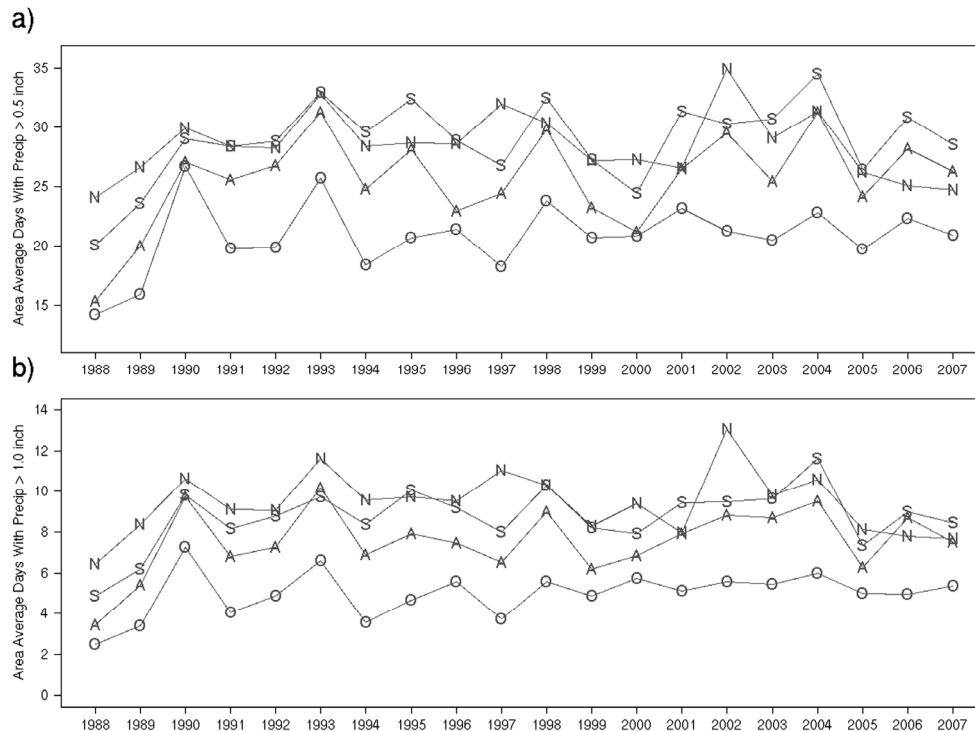 a)
Area Average Days With Precip > 0.5 inch
35
30
25
20
15
N N N N N N N N N N N N N N N N N N N N
S S S S S S S S S S S S S S S S S S S S
A A A A A A A A A A A A A A A A A A A A
O O O O O O O O O O O O O O O O O O O O
1988 1989 1990 1991 1992 1993 1994 1995 1996 1997 1998 1999 2000 2001 2002 2003 2004 2005 2006 2007
b)
Area Average Days With Precip > 1.0 inch
14
12
10
8
6
4
2
0
N N N N N N N N N N N N N N N N N N N N
S S S S S S S S S S S S S S S S S S S S
A A A A A A A A A A A A A A A A A A A A
O O O O O O O O O O O O O O O O O O O O
1988 1989 1990 1991 1992 1993 1994 1995 1996 1997 1998 1999 2000 2001 2002 2003 2004 2005 2006 2007